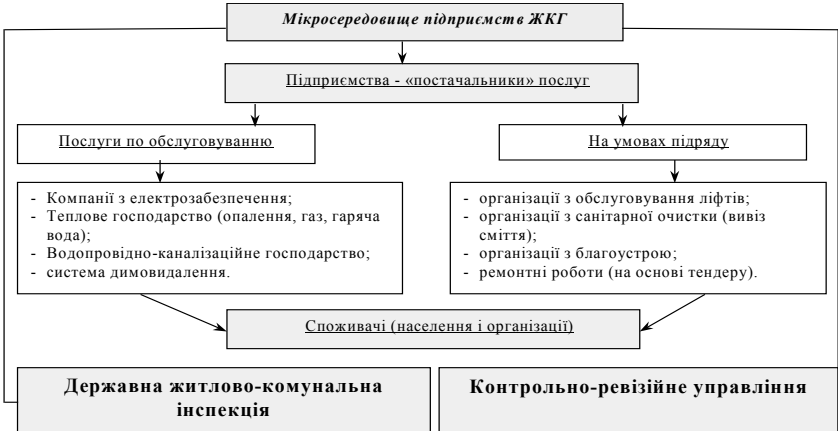 Мікросередовище підприємств ЖКГ
Підприємства - «постачальники» послуг
Послуги по обслуговуванню
На умовах підряду
- Компанії з електрозабезпечення;
- Теплове господарство (опалення, газ, гаряча
вода);
- Водопровідно-каналізаційне господарство;
- система димовидалення.
- організації з обслуговування ліфтів;
- організації з санітарної очистки (вивіз
сміття);
- організації з благоустрою;
- ремонтні роботи (на основі тендеру).
Споживачі (населення і організації)
Державна житлово-комунальна
інспекція
Контрольно-ревізійне управління